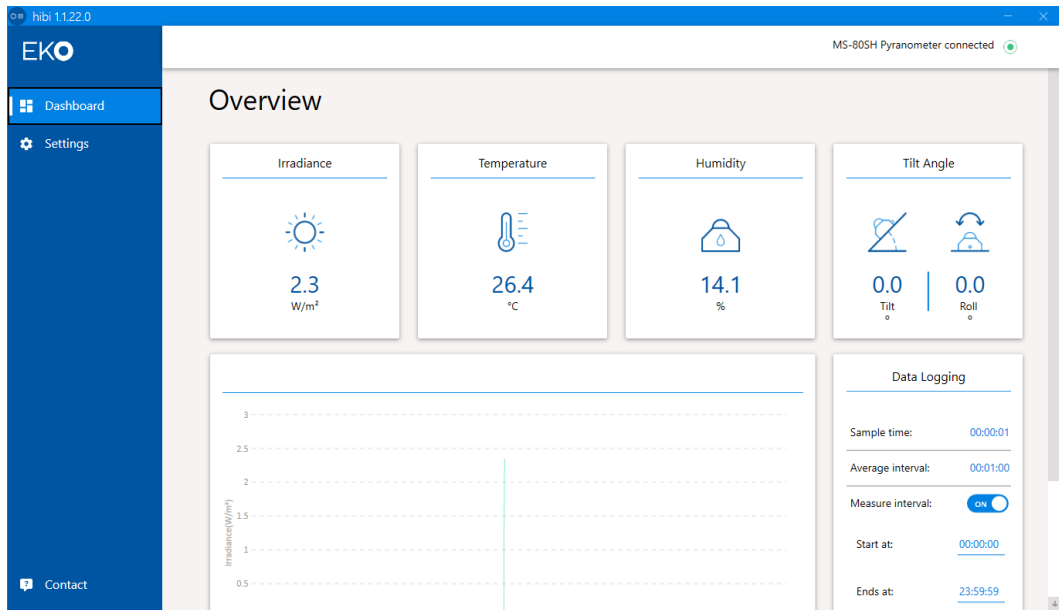 hibi 1.1.22.0
EKO
MS-80SH Pyranometer connected
Dashboard
Settings
Contact
Overview
Irradiance
2.3
W/m²
Temperature
26.4
°C
Humidity
14.1
%
Tilt Angle
0.0
Tilt
°
0.0
Roll
°
Irradiance(W/m²)
3
2.5
2
1.5
1
0.5
Data Logging
Sample time: 00:00:01
Average interval: 00:01:00
Measure interval: ON
Start at: 00:00:00
Ends at: 23:59:59